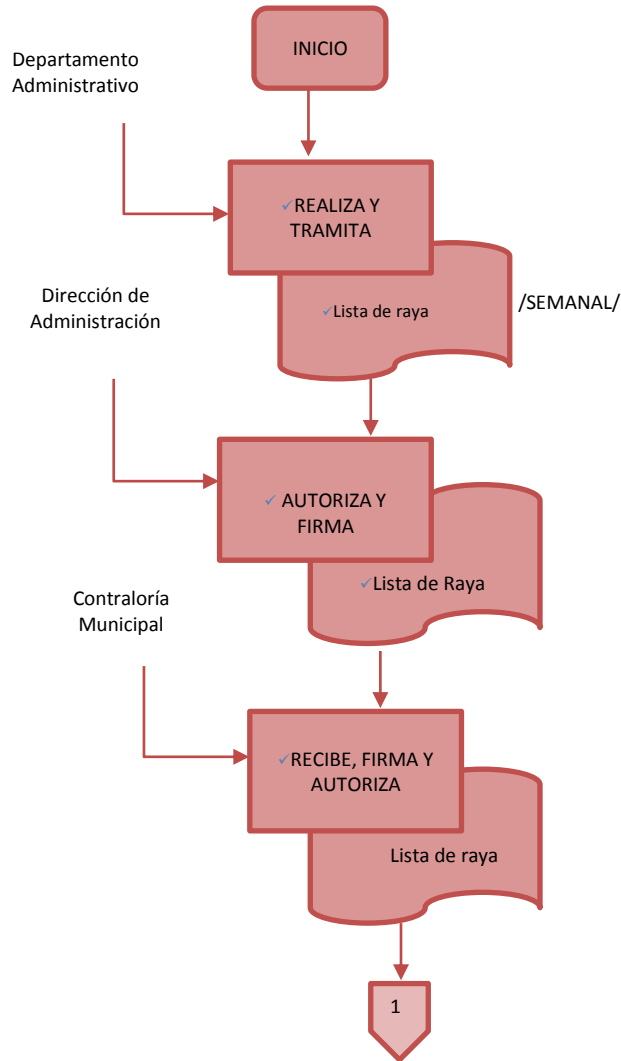 INICIO
Departamento
Administrativo
✓REALIZA Y
TRAMITA
✓Lista de raya
/SEMANAL/
Dirección de
Administración
✓ AUTORIZA Y
FIRMA
✓Lista de Raya
Contraloría
Municipal
✓RECIBE, FIRMA Y
AUTORIZA
Lista de raya
1